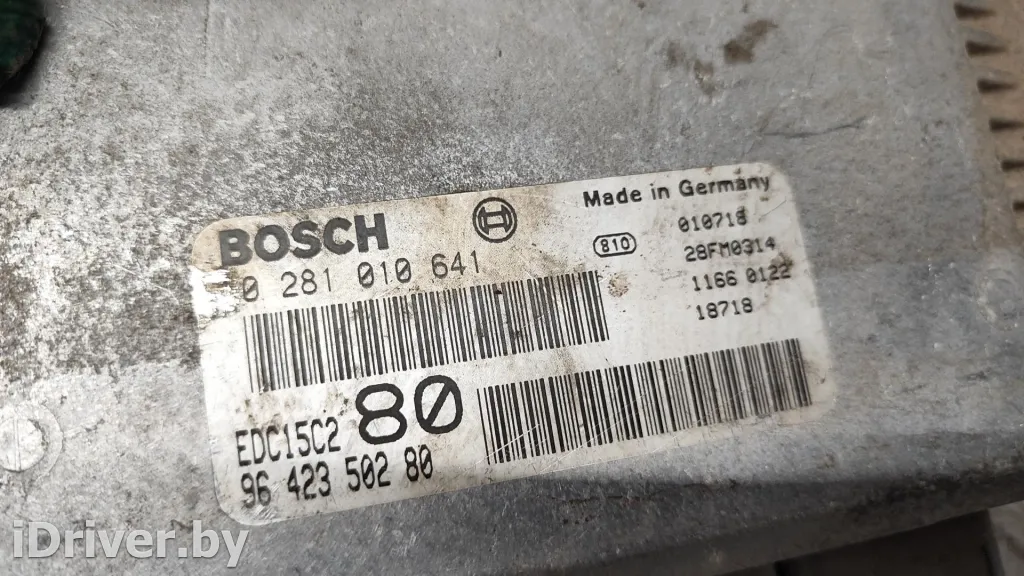 BOSCH
0 281 010 641
Made in Germany
810
010718
28FM0314
1166 0122
18718
EDC15C2 80
96 423 502 80
iDriver.by